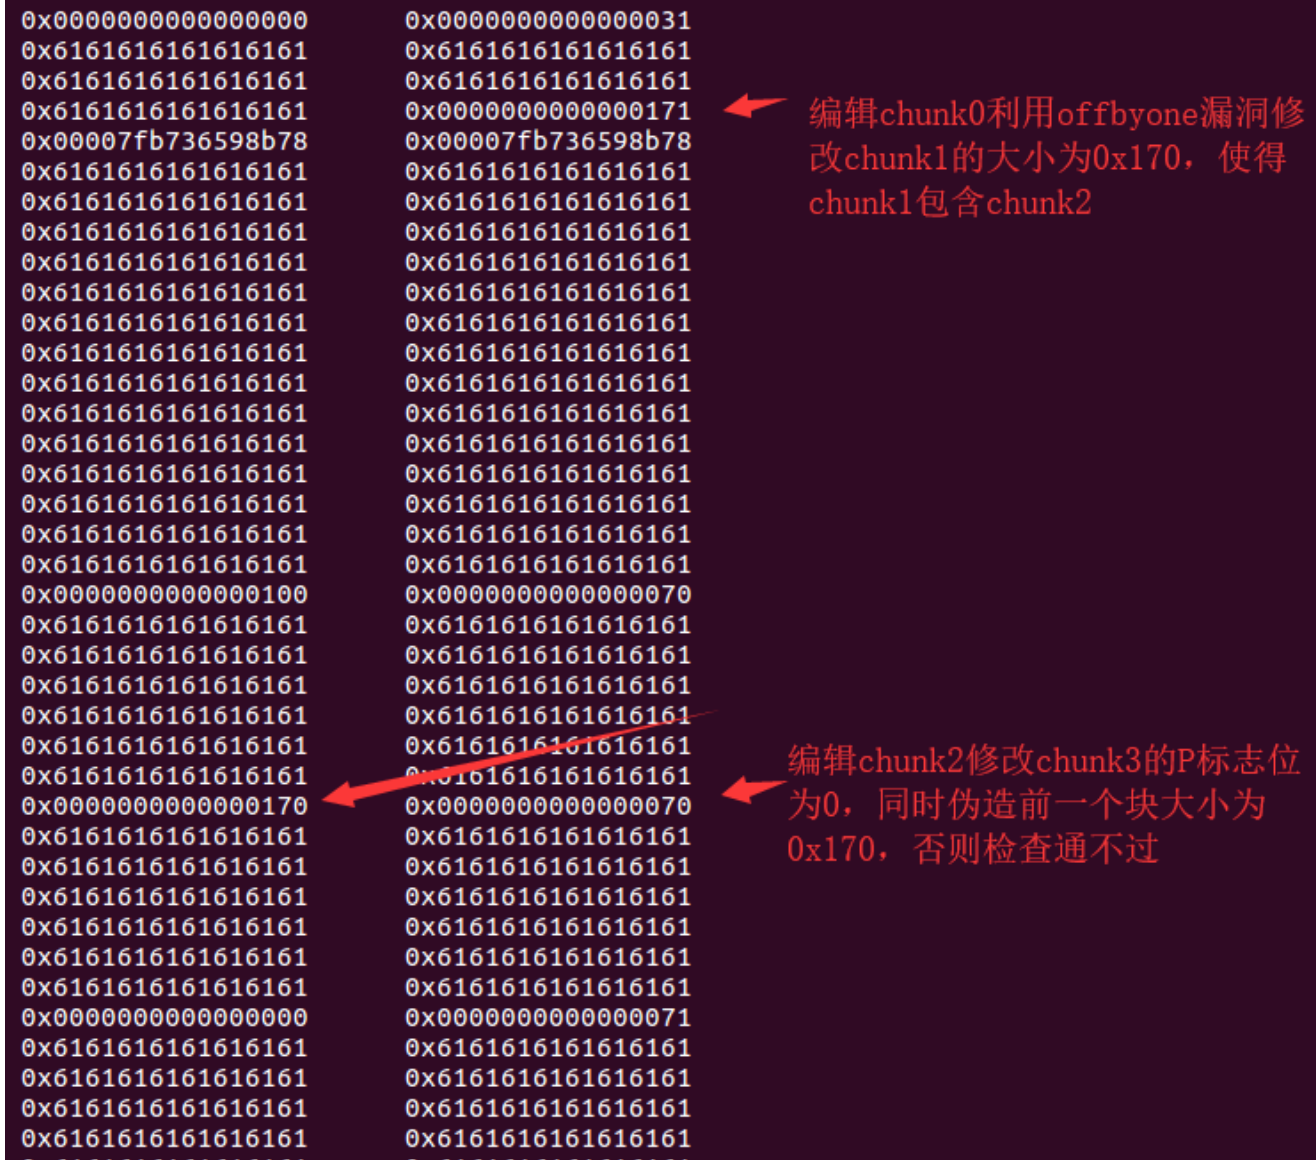 0x0000000000000000 0x0000000000000031
0x6161616161616161 0x6161616161616161
0x6161616161616161 0x6161616161616161
0x6161616161616161 0x0000000000000171
0x00007fb736598b78 0x00007fb736598b78
0x6161616161616161 0x6161616161616161
0x6161616161616161 0x6161616161616161
0x6161616161616161 0x6161616161616161
0x6161616161616161 0x6161616161616161
0x6161616161616161 0x6161616161616161
0x6161616161616161 0x6161616161616161
0x6161616161616161 0x6161616161616161
0x6161616161616161 0x6161616161616161
0x6161616161616161 0x6161616161616161
0x6161616161616161 0x6161616161616161
0x6161616161616161 0x6161616161616161
0x6161616161616161 0x6161616161616161
0x6161616161616161 0x6161616161616161
0x6161616161616161 0x6161616161616161
0x0000000000000100 0x0000000000000070
0x6161616161616161 0x6161616161616161
0x6161616161616161 0x6161616161616161
0x6161616161616161 0x6161616161616161
0x6161616161616161 0x6161616161616161
0x6161616161616161 0x6161616161616161
0x6161616161616161 0x6161616161616161
0x0000000000000170 0x0000000000000070
0x6161616161616161 0x6161616161616161
0x6161616161616161 0x6161616161616161
0x6161616161616161 0x6161616161616161
0x6161616161616161 0x6161616161616161
0x6161616161616161 0x6161616161616161
0x6161616161616161 0x6161616161616161
0x0000000000000000 0x0000000000000071
0x6161616161616161 0x6161616161616161
0x6161616161616161 0x6161616161616161
0x6161616161616161 0x6161616161616161
0x6161616161616161 0x6161616161616161
编辑chunk0利用offbyone漏洞修
改chunk1的大小为0x170，使得
chunk1包含chunk2
编辑chunk2修改chunk3的P标志位
为0，同时伪造前一个块大小为
0x170，否则检查通不过